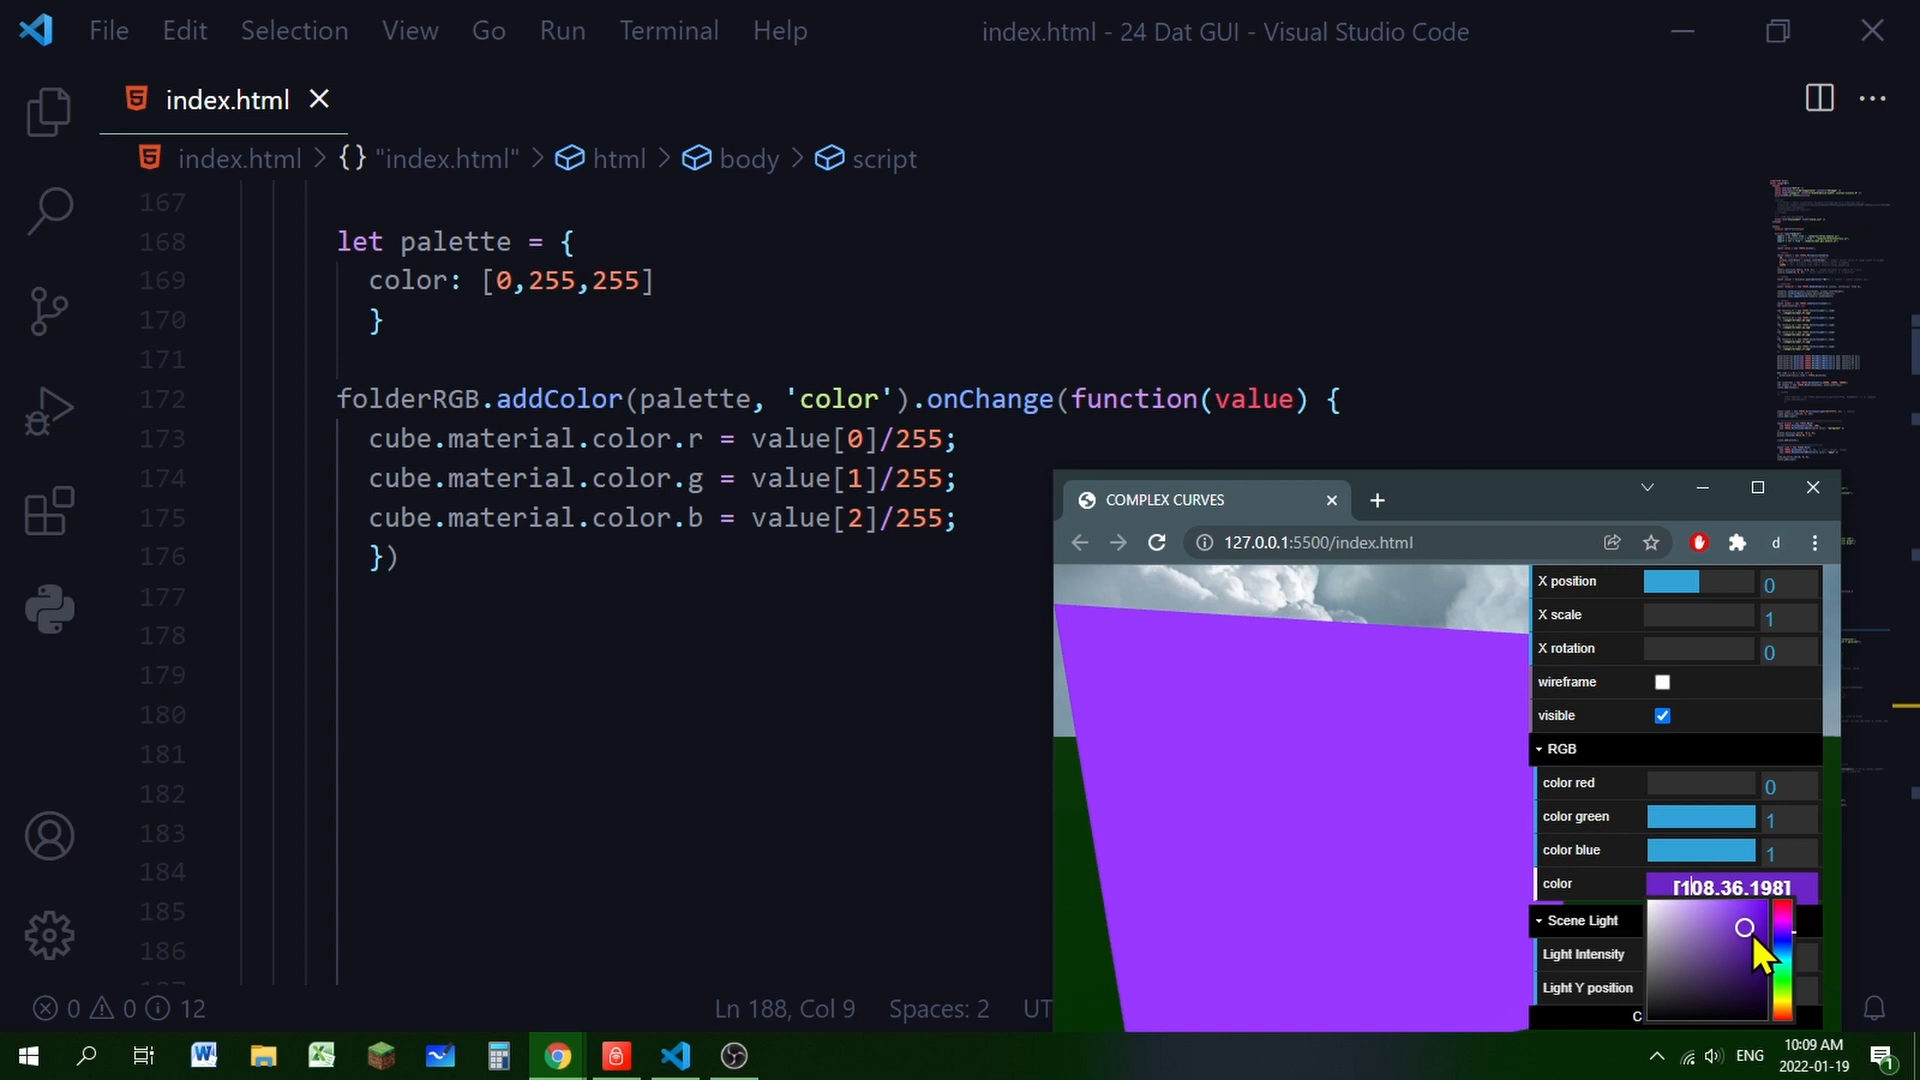 File Edit Selection View Go Run Terminal Help index.html - 24 Dat GUI - Visual Studio Code
index.html
index.html > {} "index.html" > html > body > script
167
168 let palette = {
169 color: [0,255,255]
170 }
171
172 folderRGB.addColor(palette, 'color').onChange(function(value) {
173 cube.material.color.r = value[0]/255;
174 cube.material.color.g = value[1]/255;
175 cube.material.color.b = value[2]/255;
176 })
177
178
179
180
181
182
183
184
185
186
COMPLEX CURVES
127.0.0.1:5500/index.html
d
X position 0
X scale 1
X rotation 0
wireframe
visible
RGB
color red 0
color green 1
color blue 1
color [108.36.198]
Scene Light
Light Intensity
Light Y position
C
0 0 12 Ln 188, Col 9 Spaces: 2 UT
ENG
10:09 AM
2022-01-19
1